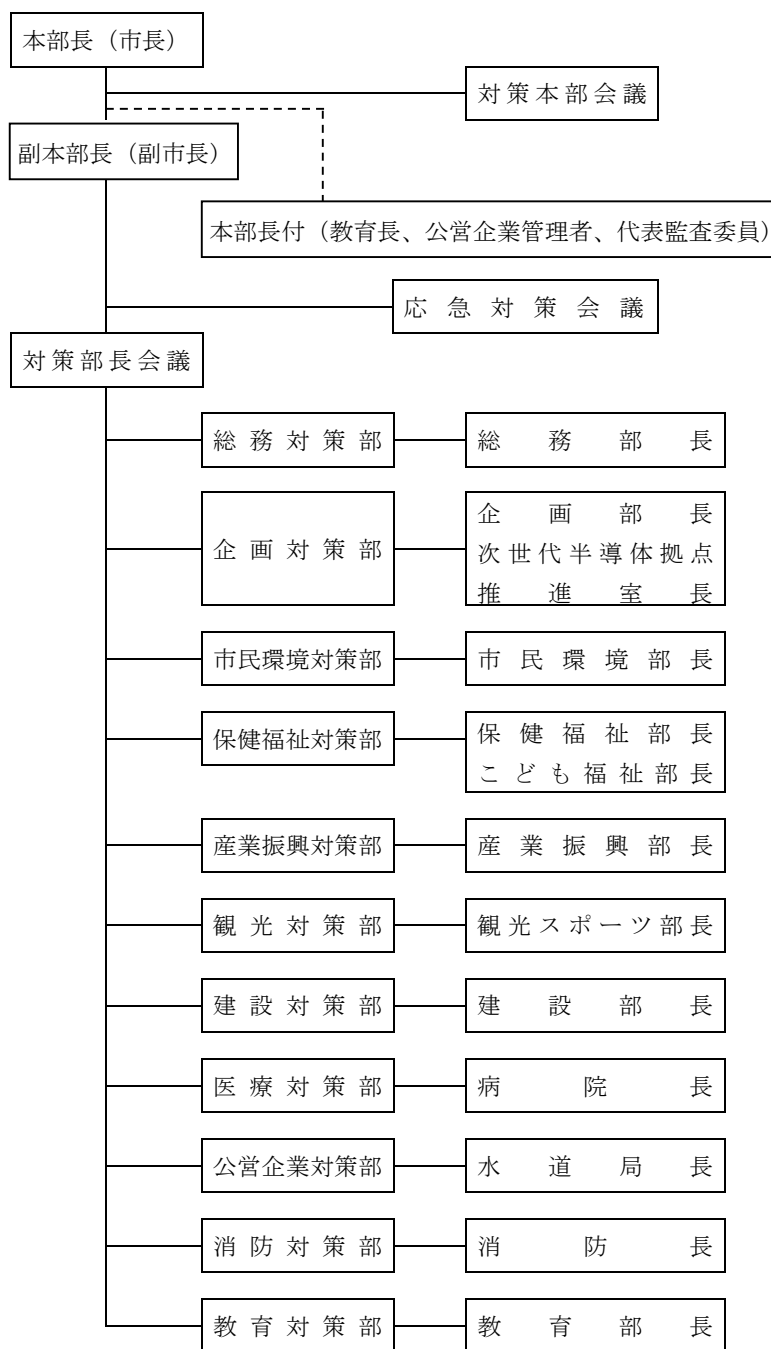 本部長（市長）
対策本部会議
副本部長（副市長）
本部長付（教育長、公営企業管理者、代表監査委員）
応急対策会議
対策部長会議
総務対策部
総務部長
企画対策部
企画部長
次世代半導体拠点
推進室長
市民環境対策部
市民環境部長
保健福祉対策部
保健福祉部長
こども福祉部長
産業振興対策部
産業振興部長
観光対策部
観光スポーツ部長
建設対策部
建設部長
医療対策部
病院長
公営企業対策部
水道局長
消防対策部
消防長
教育対策部
教育部長